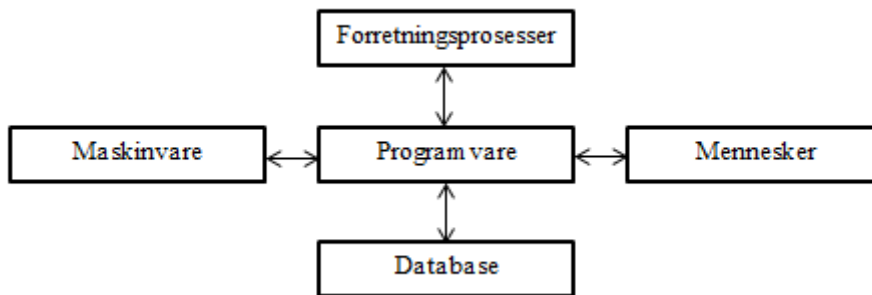 Forretningsprosesser
Maskinvare
Programvare
Mennesker
Database